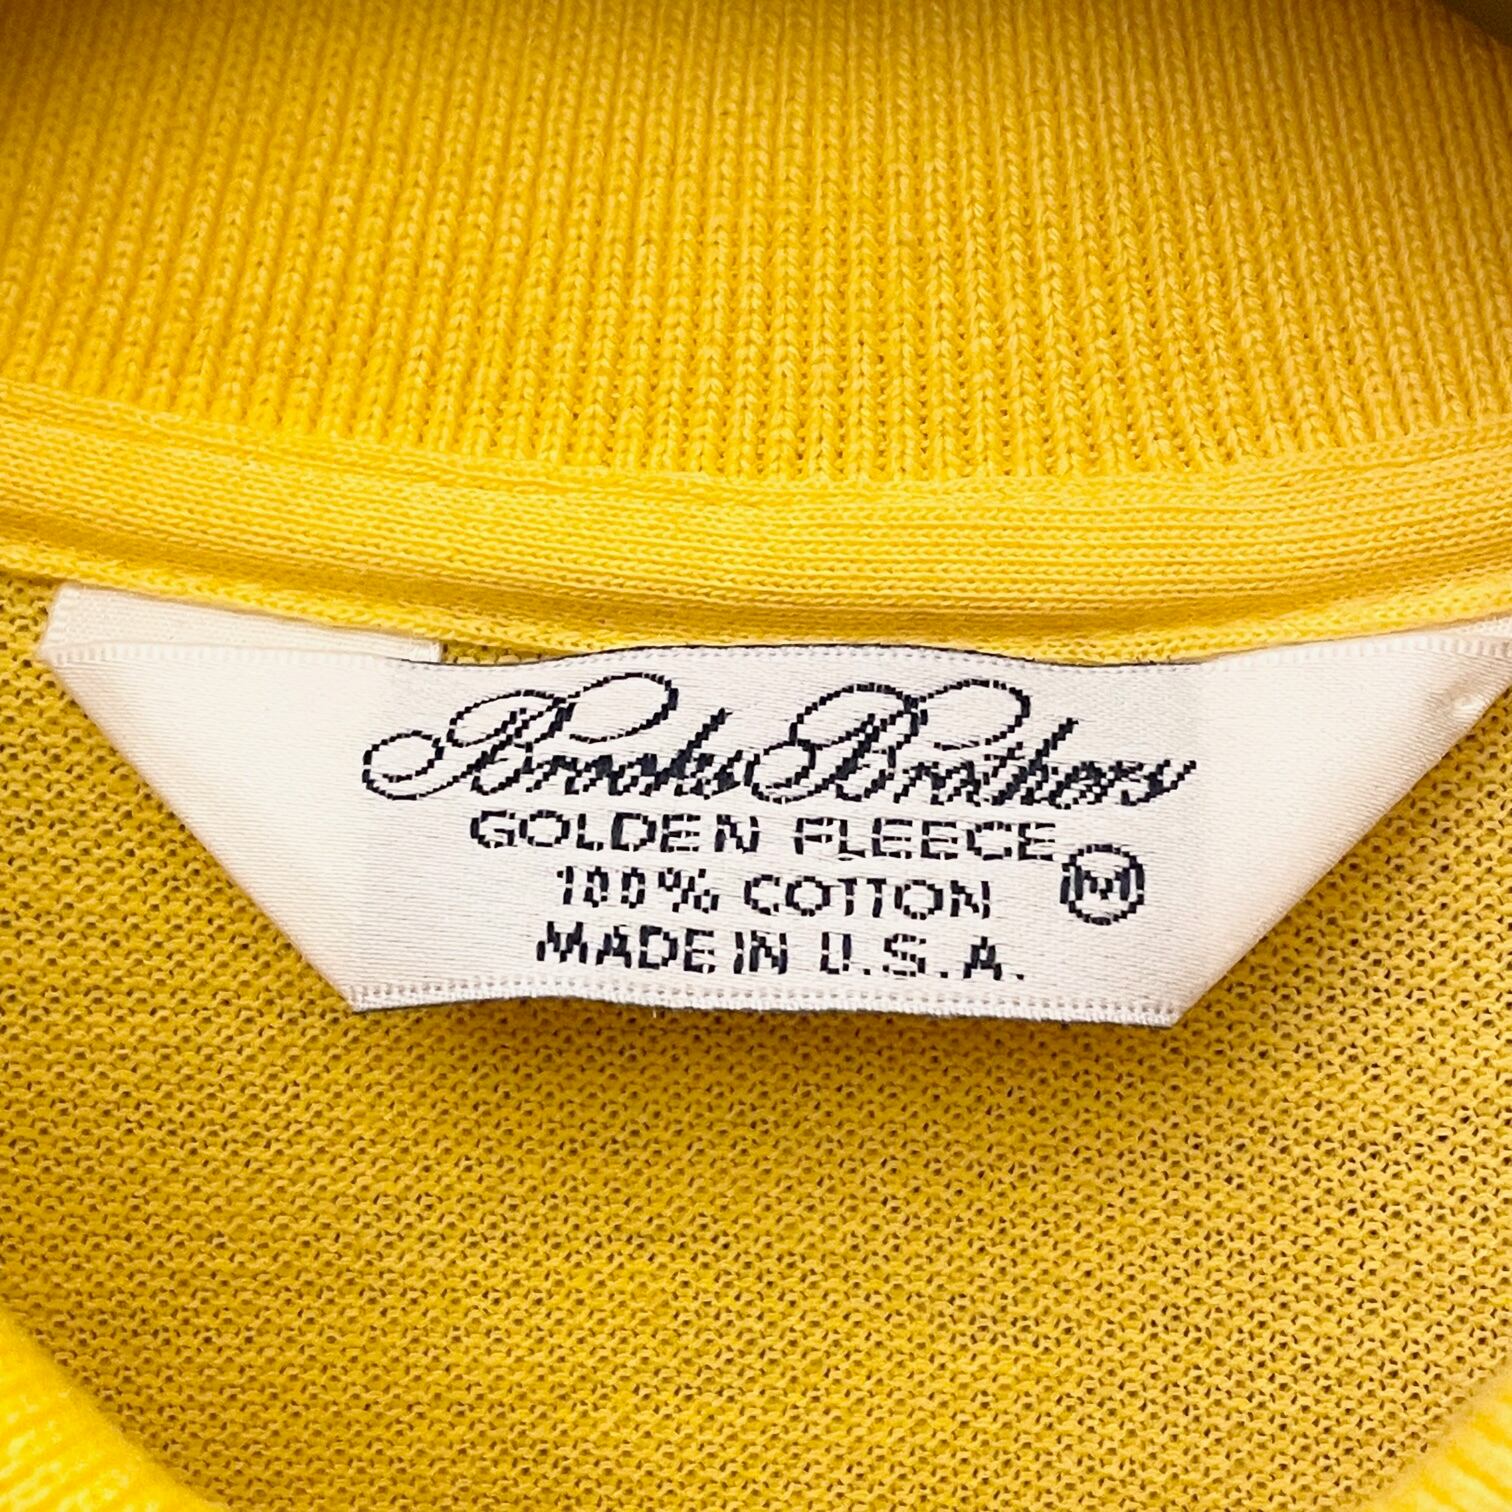 Brooks Brothers
GOLDEN FLEECE
100% COTTON M
MADE IN U.S.A.